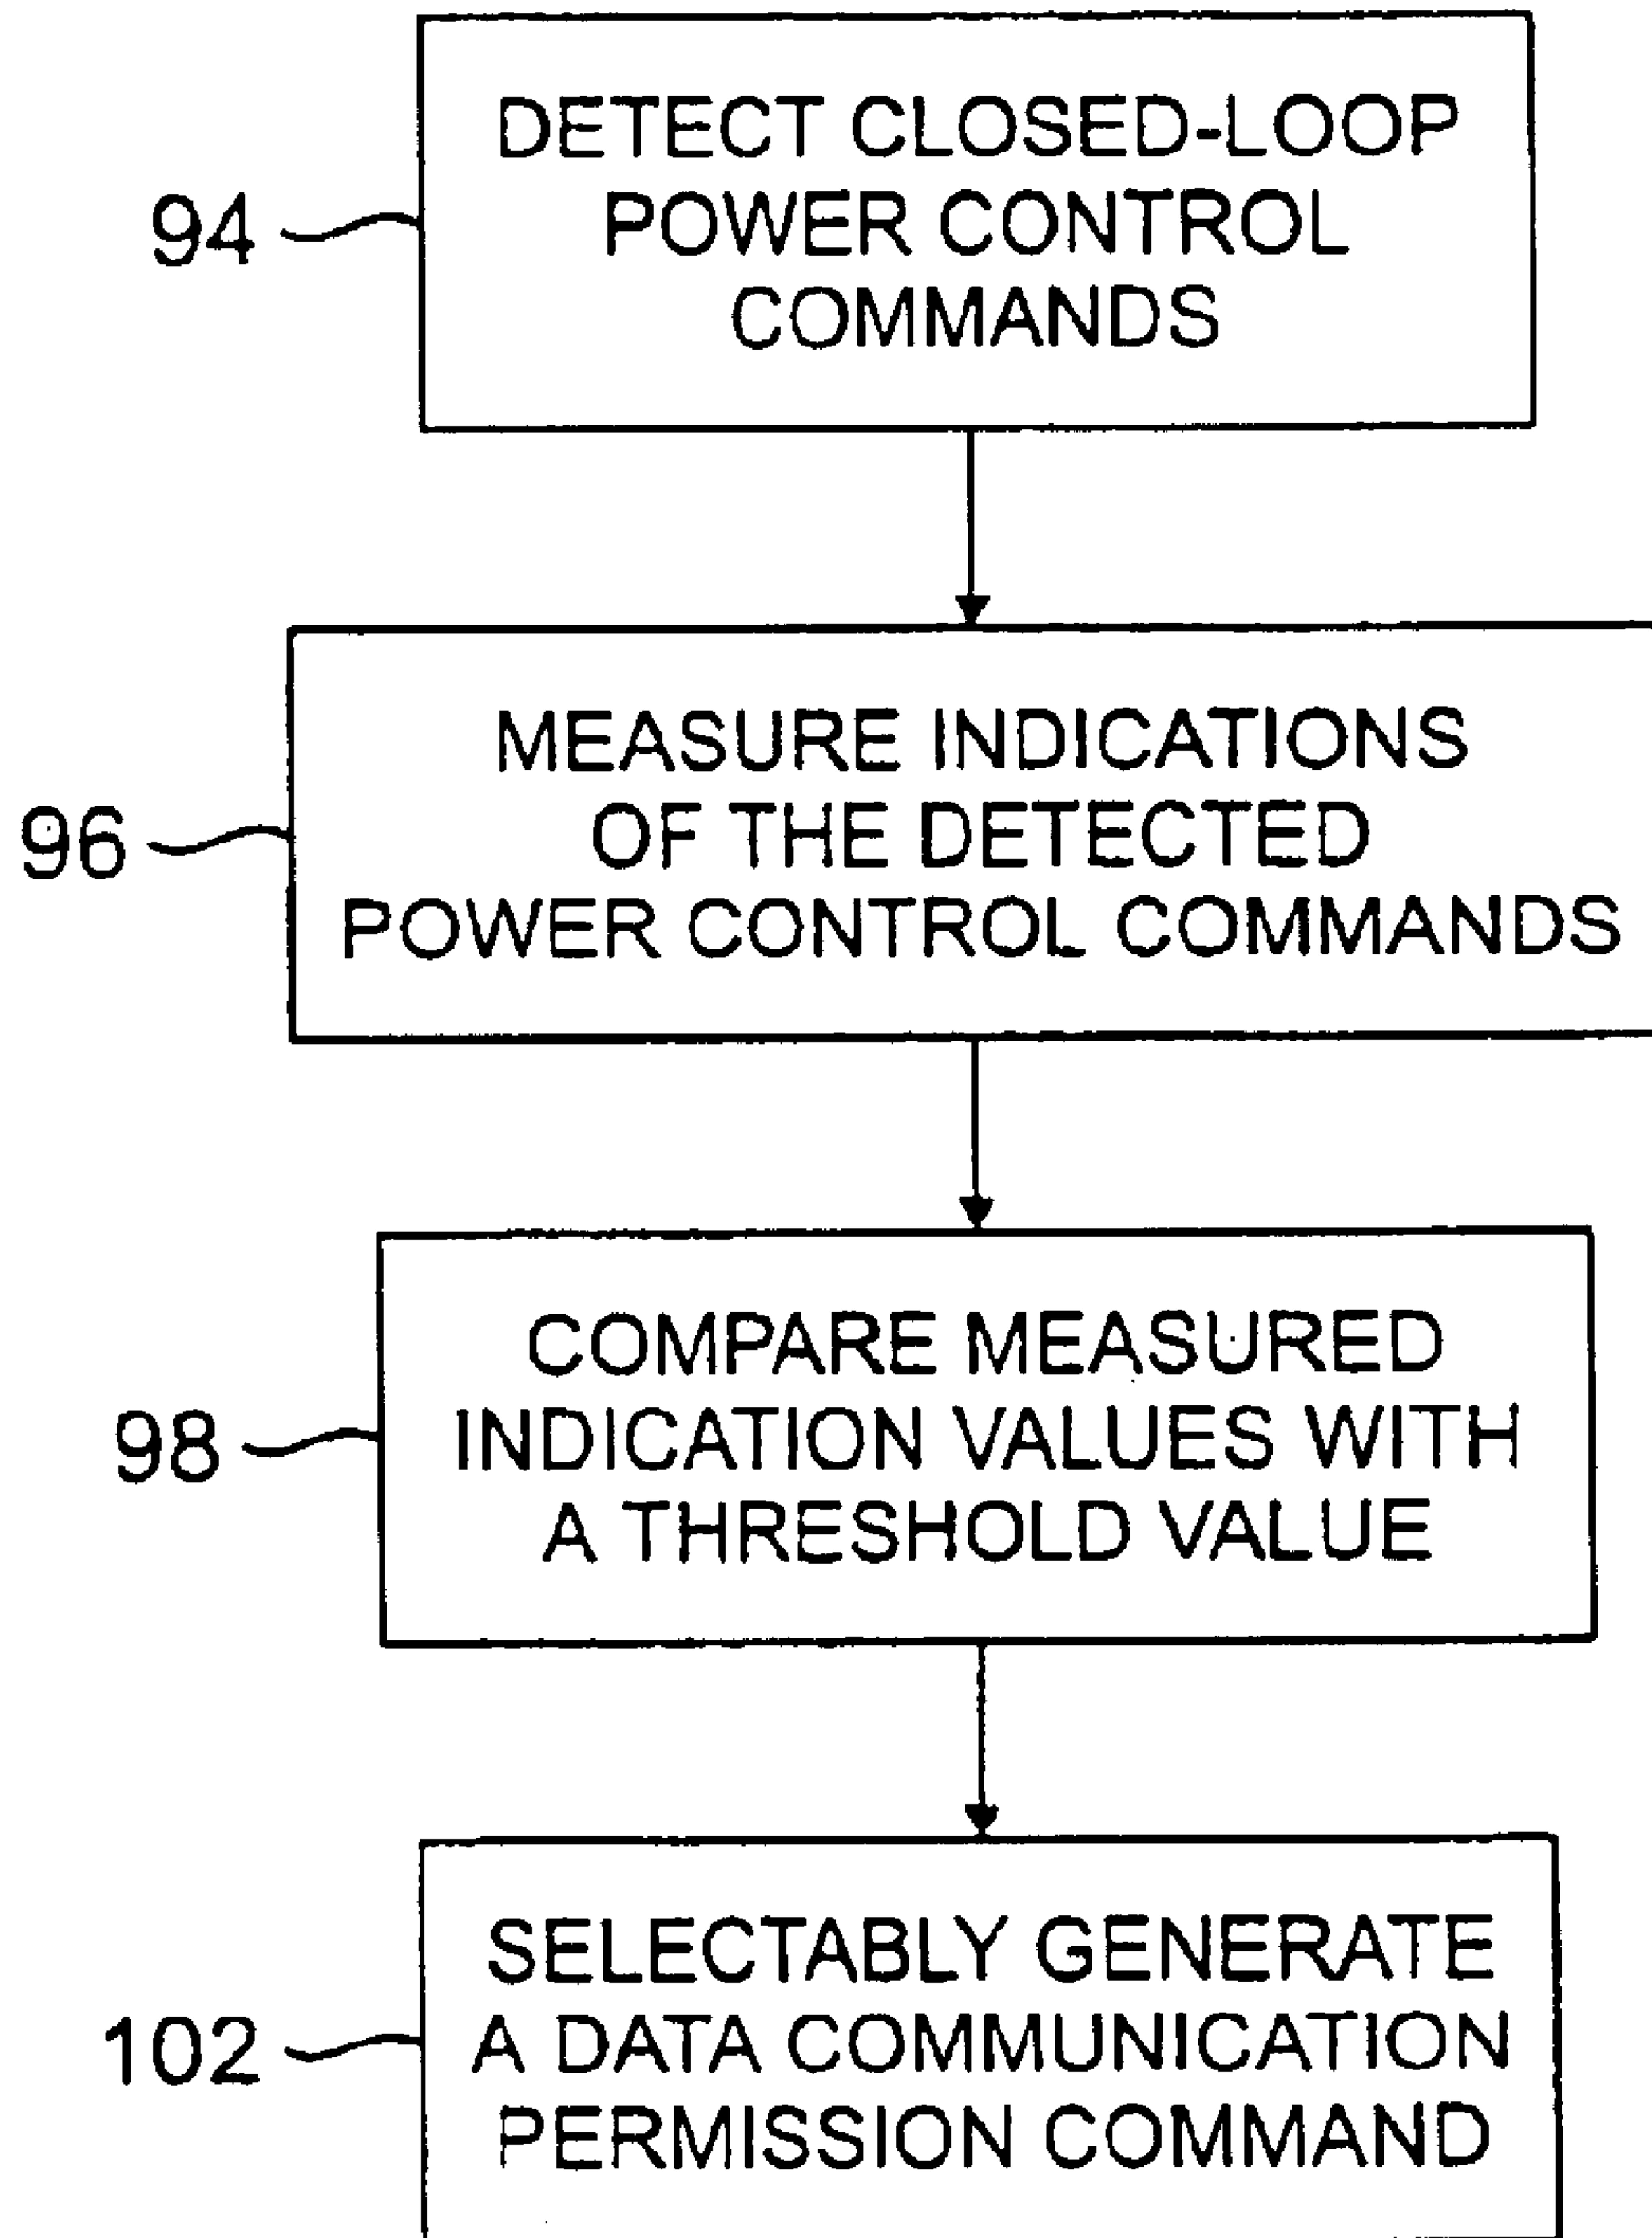 DETECT CLOSED-LOOP
POWER CONTROL
COMMANDS
94
MEASURE INDICATIONS
OF THE DETECTED
POWER CONTROL COMMANDS
96
COMPARE MEASURED
INDICATION VALUES WITH
A THRESHOLD VALUE
98
SELECTABLY GENERATE
A DATA COMMUNICATION
PERMISSION COMMAND
102